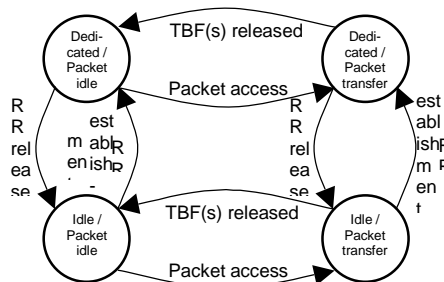 Dedi-
cated /
Packet
idle
TBF(s) released
Dedi-
cated /
Packet
transfer
Packet access
R
R
rel
ea
se
est
abl
ish
-
m
en
R
R
rel
ea
se
est
abl
ish
m
en
t
Idle /
Packet
idle
TBF(s) released
Idle /
Packet
transfer
Packet access